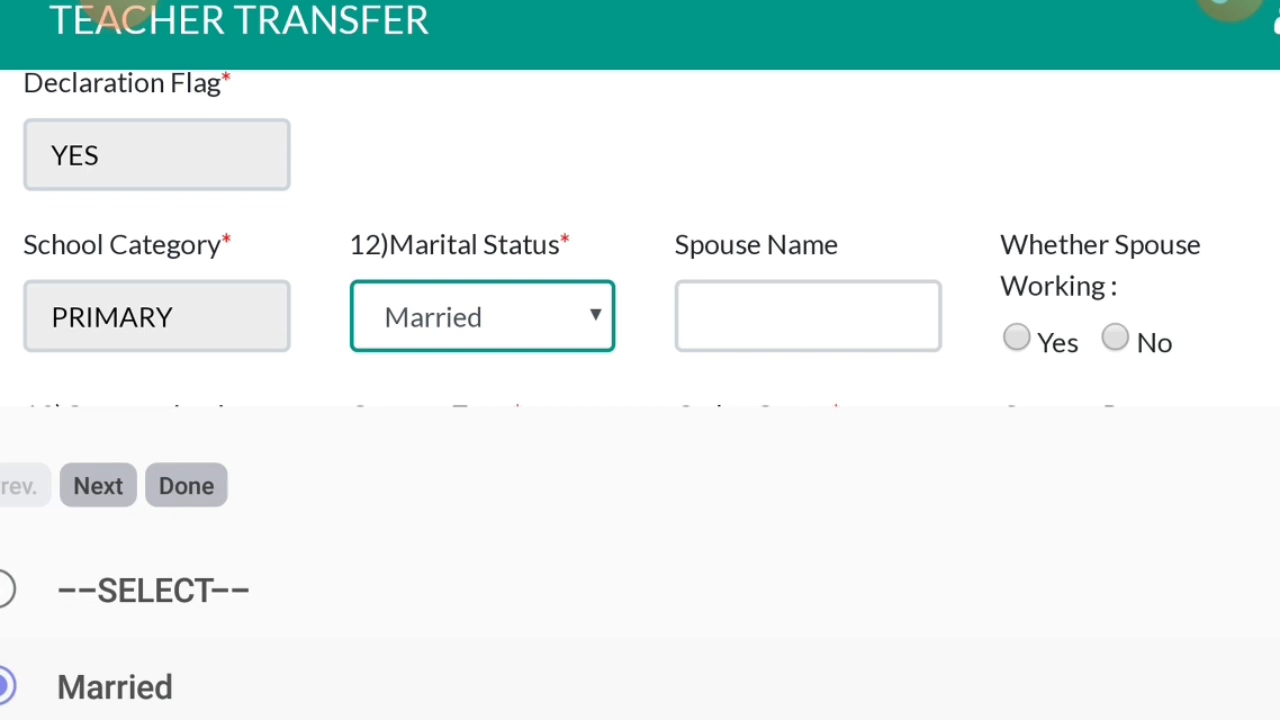 TEACHER TRANSFER
Declaration Flag*
YES
School Category*
12)Marital Status*
Spouse Name
Whether Spouse
Working :
PRIMARY
Married
Yes
No
Next
Done
--SELECT--
Married